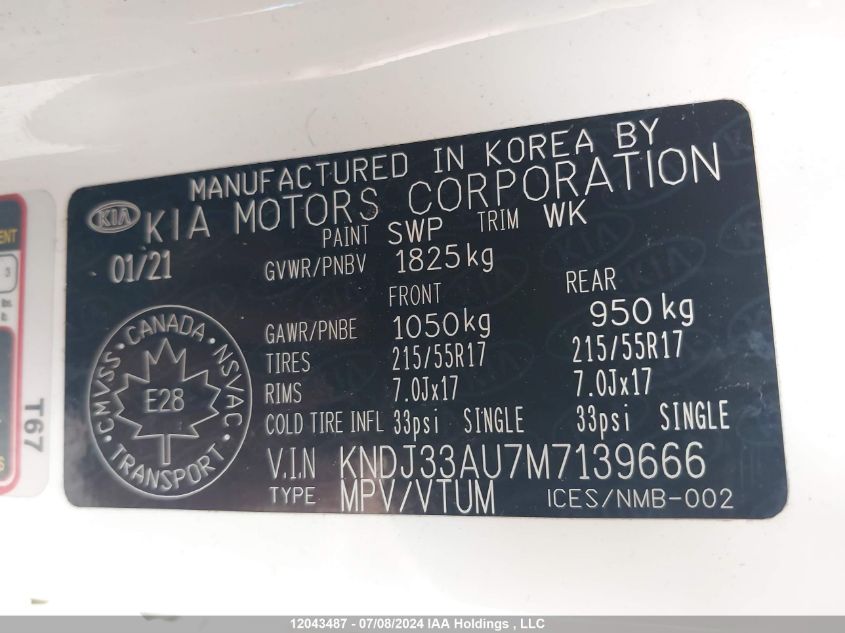 MANUFACTURED IN KOREA BY
KIA KIA MOTORS CORPORATION
PAINT SWP TRIM WK
01/21 GVWR/PNBV 1825kg
FRONT REAR
GAWR/PNBE 1050kg 950kg
TIRES 215/55R17 215/55R17
RIMS 7.0Jx17 7.0Jx17
COLD TIRE INFL 33psi SINGLE 33psi SINGLE
V.I.N KNDJ33AU7M7139666
TYPE MPV/VTUM ICES/NMB-002
CANADA
CMVSS · NSVAC
E28
TRANSPORT
T67
12043487 - 07/08/2024 IAA Holdings , LLC